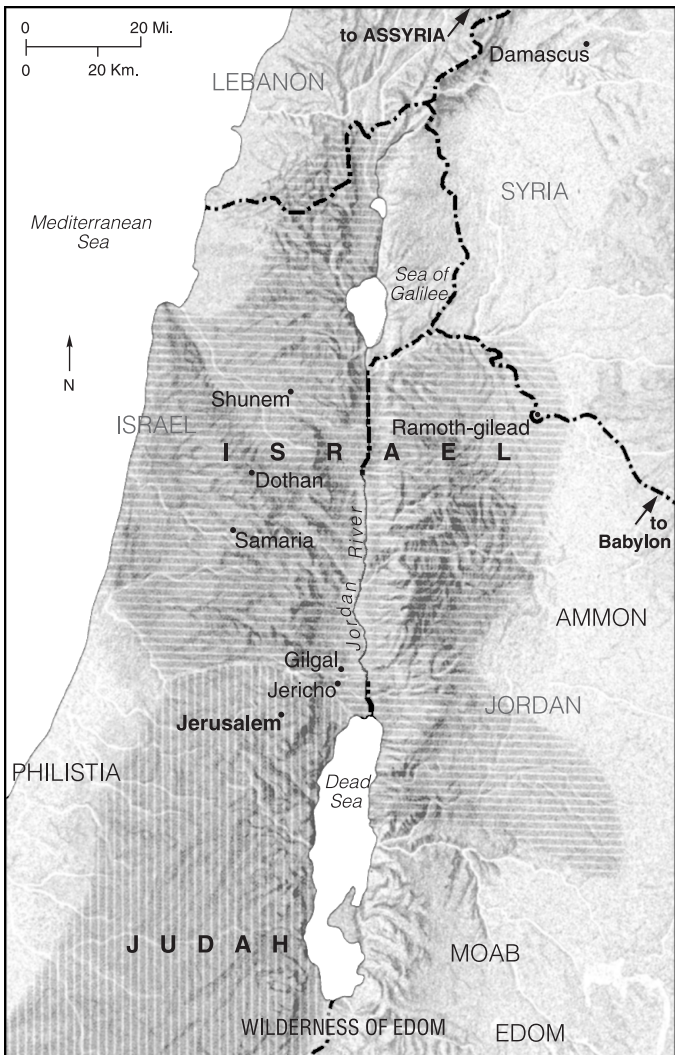 0 20 Mi.
0 20 Km.
to ASSYRIA
Damascus
LEBANON
SYRIA
Mediterranean
Sea
Sea of
Galilee
N
Shunem
ISRAEL
Ramoth-gilead
I S R A E L
Dothan
to
Babylon
Samaria
Jordan River
AMMON
Gilgal
Jericho
JORDAN
Jerusalem
PHILISTIA
Dead
Sea
J U D A H
MOAB
WILDERNESS OF EDOM
EDOM